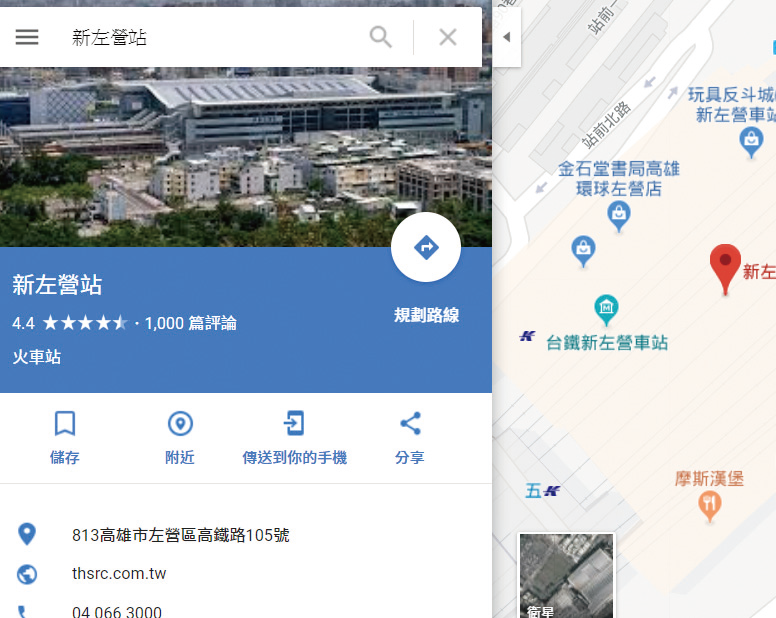 新左營站
新左營站
4.4
· 1,000 篇評論
火車站
規劃路線
儲存
附近
傳送到你的手機
分享
813高雄市左營區高鐵路105號
thsrc.com.tw
04 066 3000
站前北路
玩具反斗城
新左營車站
金石堂書局高雄
環球左營店
新左
台鐵新左營車站
五
摩斯漢堡
衛星